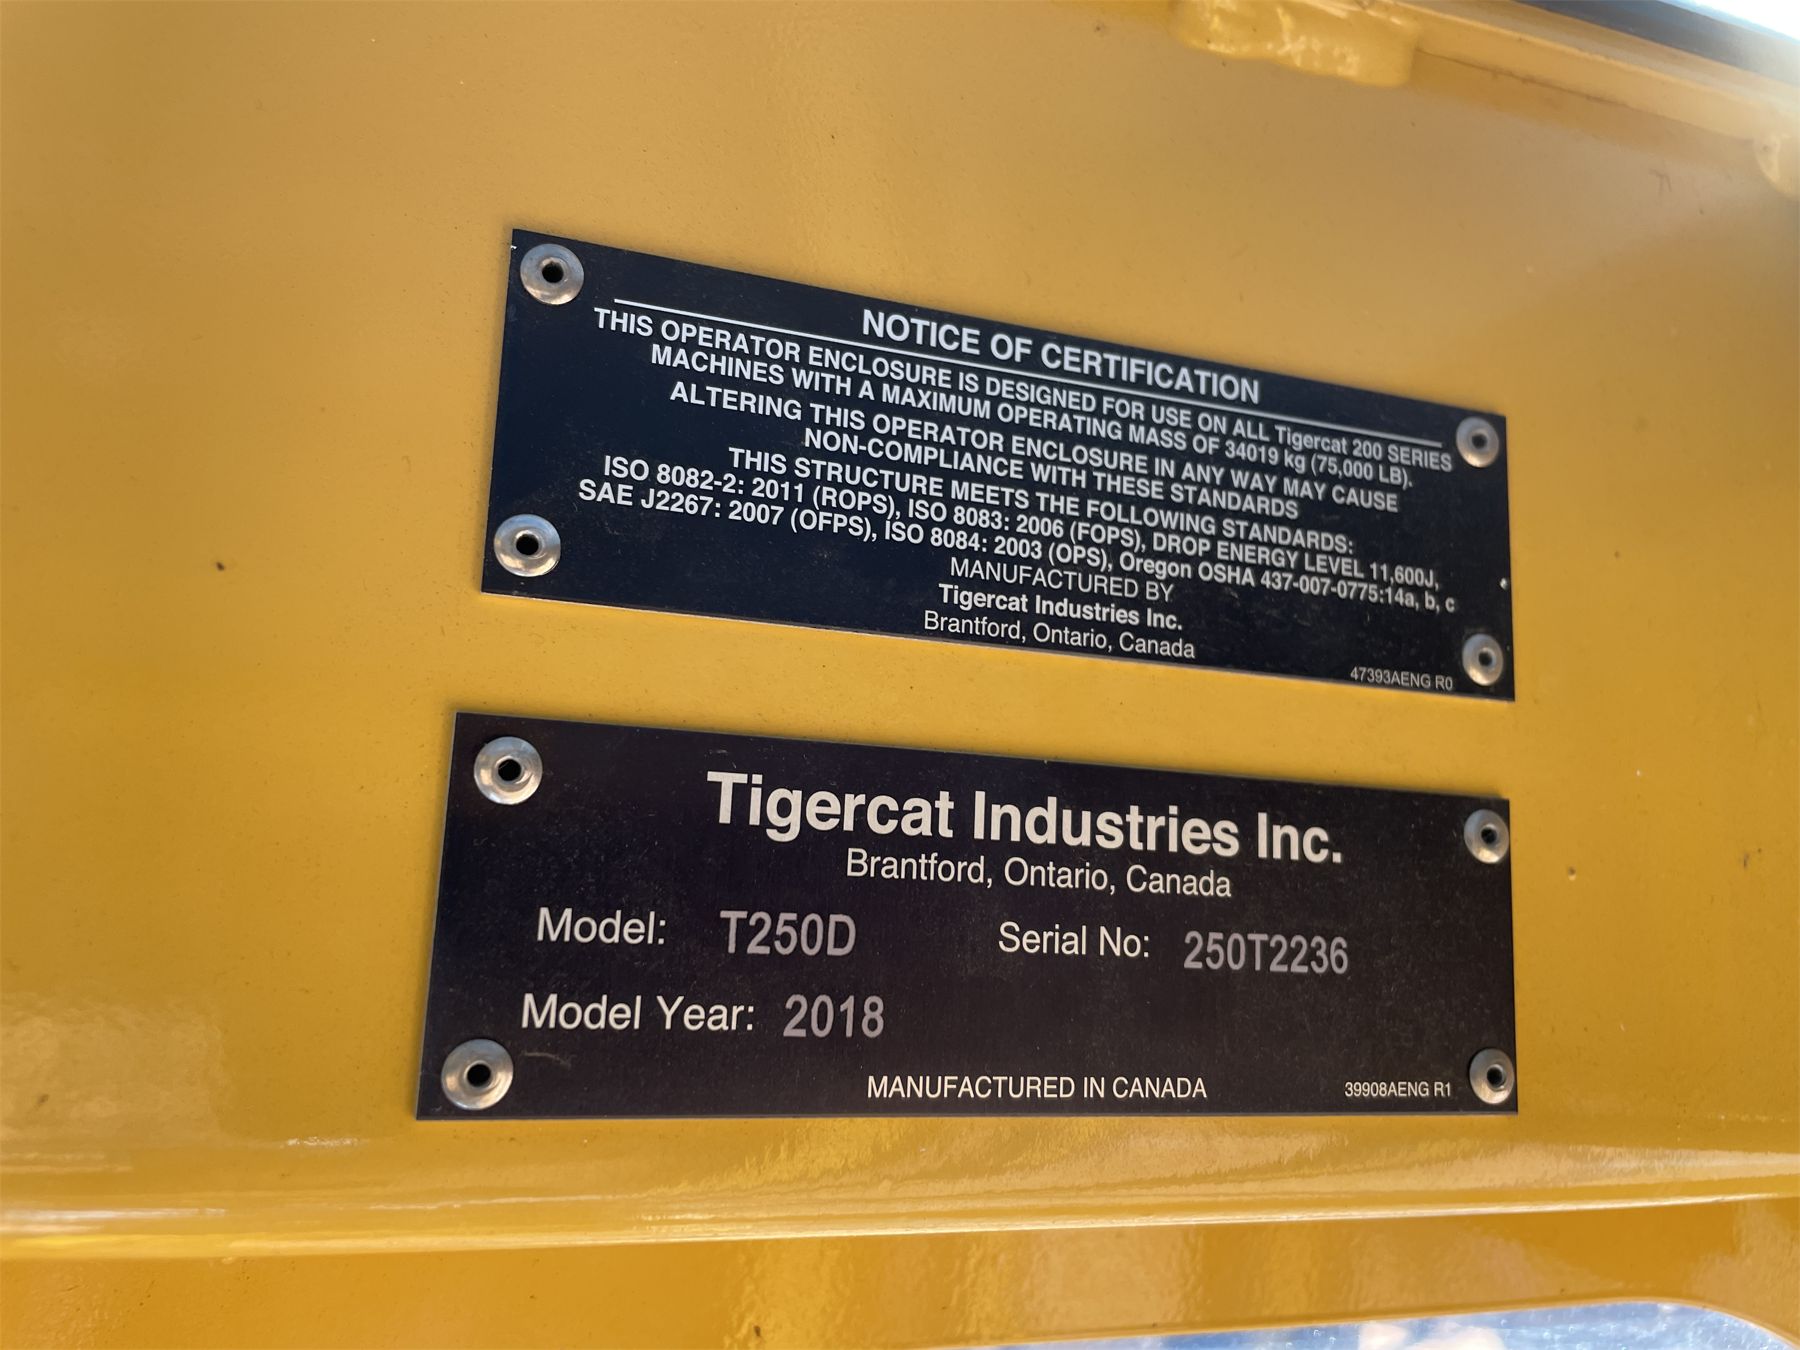 NOTICE OF CERTIFICATION
THIS OPERATOR ENCLOSURE IS DESIGNED FOR USE ON ALL Tigercat 200 SERIES
MACHINES WITH A MAXIMUM OPERATING MASS OF 34019 kg (75,000 LB).
ALTERING THIS OPERATOR ENCLOSURE IN ANY WAY MAY CAUSE
NON-COMPLIANCE WITH THESE STANDARDS
THIS STRUCTURE MEETS THE FOLLOWING STANDARDS:
ISO 8082-2: 2011 (ROPS), ISO 8083: 2006 (FOPS), DROP ENERGY LEVEL 11,600J,
SAE J2267: 2007 (OFPS), ISO 8084: 2003 (OPS), Oregon OSHA 437-007-0775:14a, b, c
MANUFACTURED BY
Tigercat Industries Inc.
Brantford, Ontario, Canada
47393AENG R0
Tigercat Industries Inc.
Brantford, Ontario, Canada
Model: T250D Serial No: 250T2236
Model Year: 2018
MANUFACTURED IN CANADA
39908AENG R1